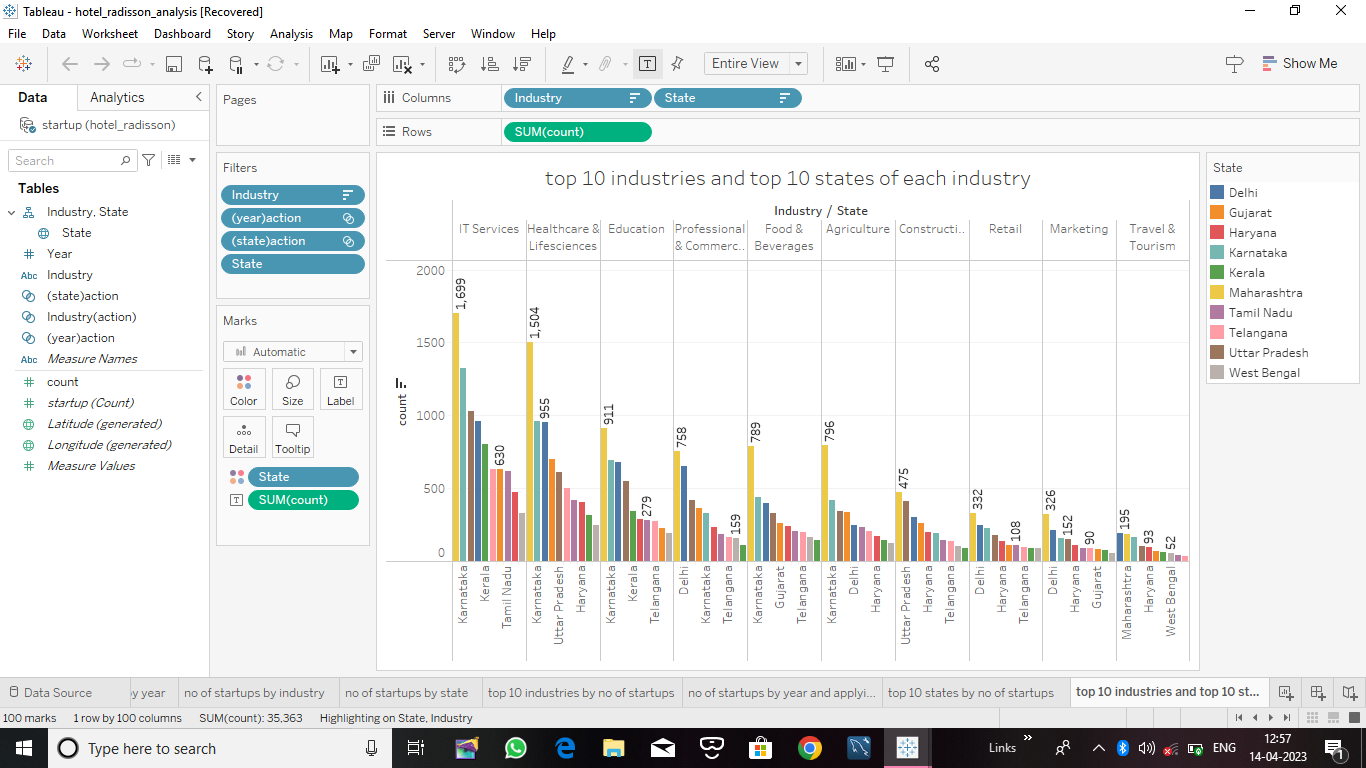 Tableau - hotel_radisson_analysis [Recovered]
File Data Worksheet Dashboard Story Analysis Map Format Server Window Help
Entire View
Show Me
Data Analytics
startup (hotel_radisson)
Search
Tables
Industry, State
State
Year
Abc Industry
(state)action
Industry(action)
(year)action
Abc Measure Names
count
startup (Count)
Latitude (generated)
Longitude (generated)
Measure Values
Pages
Filters
Industry
(year)action
(state)action
State
Marks
Automatic
Color Size Label
Detail Tooltip
State
SUM(count)
Columns Industry State
Rows SUM(count)
top 10 industries and top 10 states of each industry
Industry / State
IT Services
Healthcare &
Lifesciences
Education
Professional
& Commerc..
Food &
Beverages
Agriculture
Constructi..
Retail
Marketing
Travel &
Tourism
count
2000
1500
1000
500
0
1,699
630
1,504
955
911
279
758
159
789
796
475
332
108
326
152
90
195
93
52
Karnataka
Kerala
Tamil Nadu
Karnataka
Uttar Pradesh
Haryana
Karnataka
Kerala
Telangana
Delhi
Karnataka
Telangana
Karnataka
Gujarat
Telangana
Karnataka
Delhi
Haryana
Uttar Pradesh
Haryana
Telangana
Delhi
Haryana
Telangana
Delhi
Haryana
Gujarat
Maharashtra
Haryana
West Bengal
State
Delhi
Gujarat
Haryana
Karnataka
Kerala
Maharashtra
Tamil Nadu
Telangana
Uttar Pradesh
West Bengal
Data Source
by year
no of startups by industry
no of startups by state
top 10 industries by no of startups
no of startups by year and applyi...
top 10 states by no of startups
top 10 industries and top 10 st...
100 marks 1 row by 100 columns SUM(count): 35,363 Highlighting on State, Industry
Type here to search
Links
ENG
12:57
14-04-2023
1